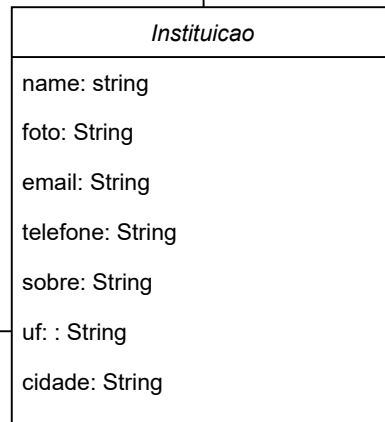 Instituicao
name: string
foto: String
email: String
telefone: String
sobre: String
uf: : String
cidade: String